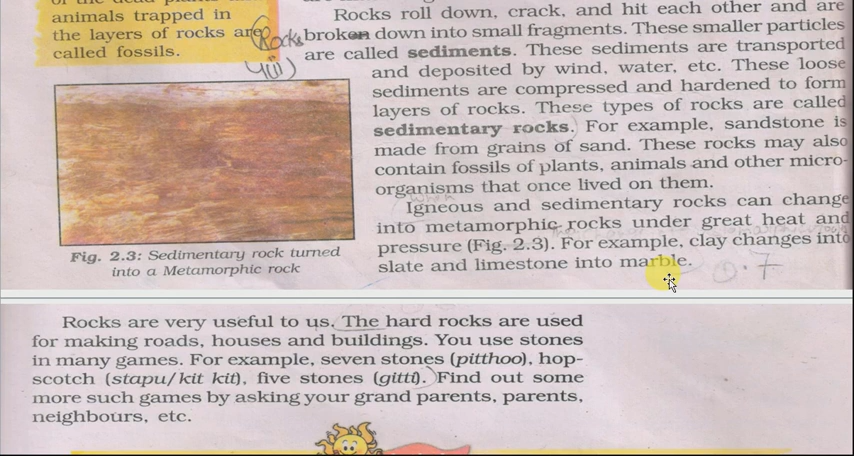 animals trapped in
the layers of rocks are
called fossils.
Rocks
Rocks roll down, crack, and hit each other and are
broken down into small fragments. These smaller particles
are called sediments. These sediments are transported
and deposited by wind, water, etc. These loose
sediments are compressed and hardened to form
layers of rocks. These types of rocks are called
sedimentary rocks. For example, sandstone is
made from grains of sand. These rocks may also
contain fossils of plants, animals and other micro-
organisms that once lived on them.
Igneous and sedimentary rocks can change
into metamorphic rocks under great heat and
pressure (Fig. 2.3). For example, clay changes into
slate and limestone into marble.
Fig. 2.3: Sedimentary rock turned
into a Metamorphic rock
Rocks are very useful to us. The hard rocks are used
for making roads, houses and buildings. You use stones
in many games. For example, seven stones (pitthoo), hop-
scotch (stapu/kit kit), five stones (gitti). Find out some
more such games by asking your grand parents, parents,
neighbours, etc.